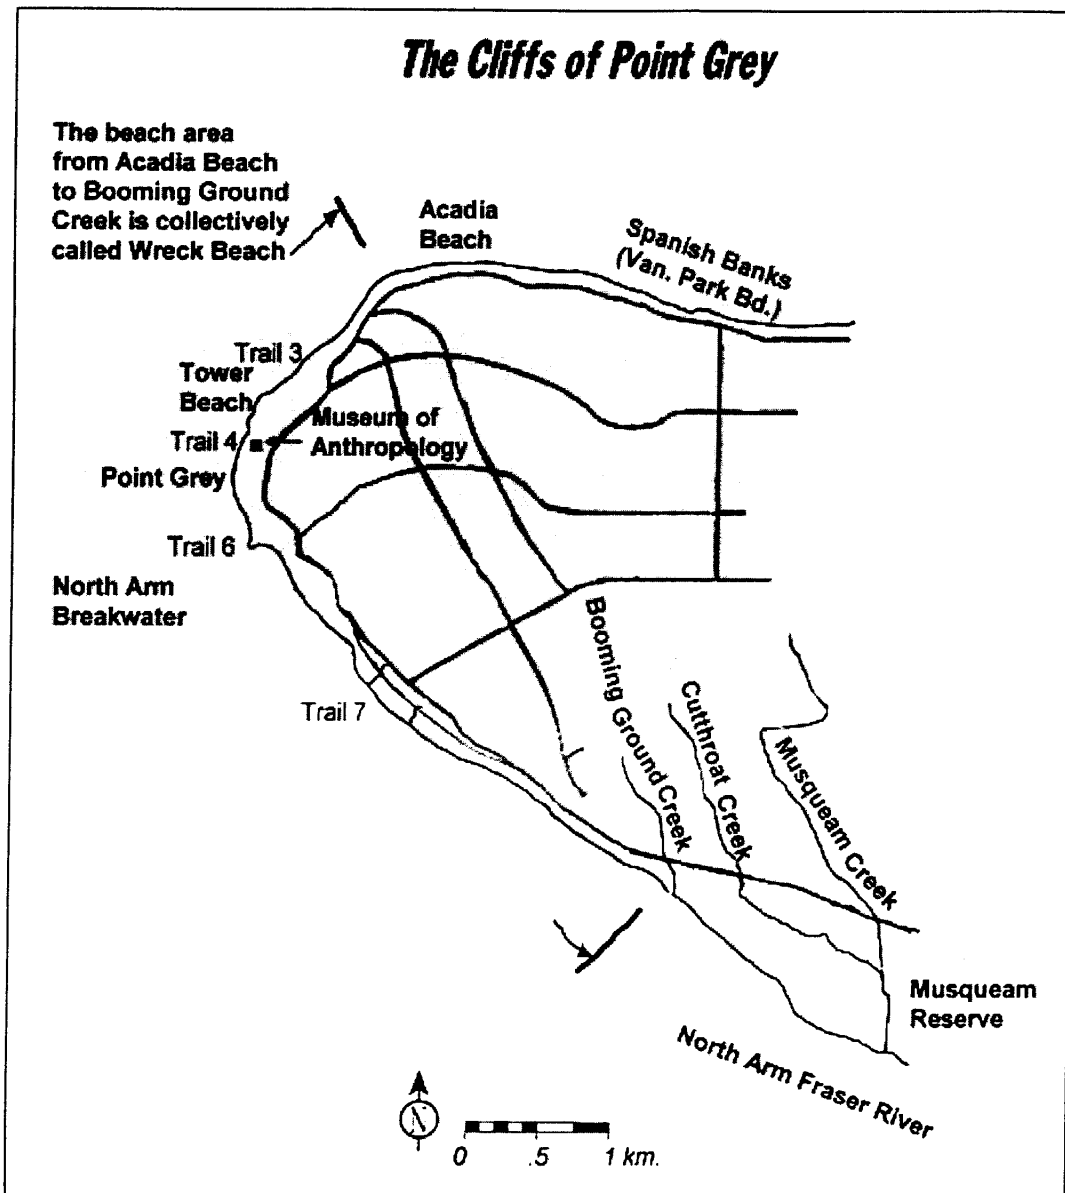 The Cliffs of Point Grey
The beach area
from Acadia Beach
to Booming Ground
Creek is collectively
called Wreck Beach
Acadia
Beach
Spanish Banks
(Van. Park Bd.)
Trail 3
Tower
Beach
Museum of
Anthropology
Trail 4
Point Grey
Trail 6
North Arm
Breakwater
Trail 7
Booming Ground Creek
Cutthroat Creek
Musqueam Creek
Musqueam
Reserve
North Arm Fraser River
N
0 .5 1 km.